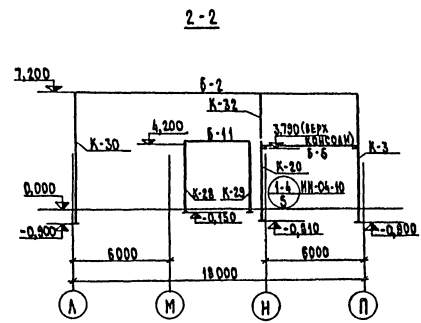 2-2
7,200
Б-2
К-32
4,200
3.790 (ВЕРХ
КОНСОЛИ)
Б-11
Б-6
К-30
К-3
К-20
К-28
К-29
1-4
5
ИИ-04-10
0,000
-0,150
-0,900
-0,810
-0,800
6000
6000
18000
Л
М
Н
П